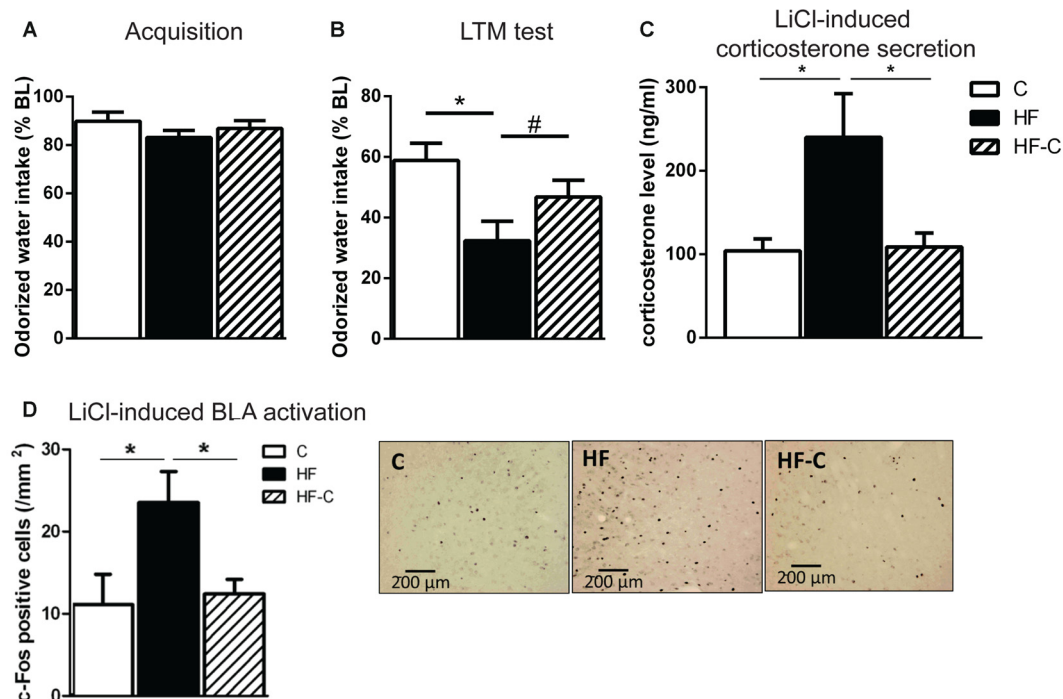 A
Acquisition
Odorized water intake (% BL)
100
80
60
40
20
0
B
LTM test
Odorized water intake (% BL)
80
60
40
20
0
*
#
C
LiCl-induced
corticosterone secretion
corticosterone level (ng/ml)
300
200
100
0
* *
C
HF
HF-C
D
LiCl-induced BLA activation
c-Fos positive cells (/mm 2)
30
20
10
0
* *
C
HF
HF-C
C
200 μm
HF
200 μm
HF-C
200 μm